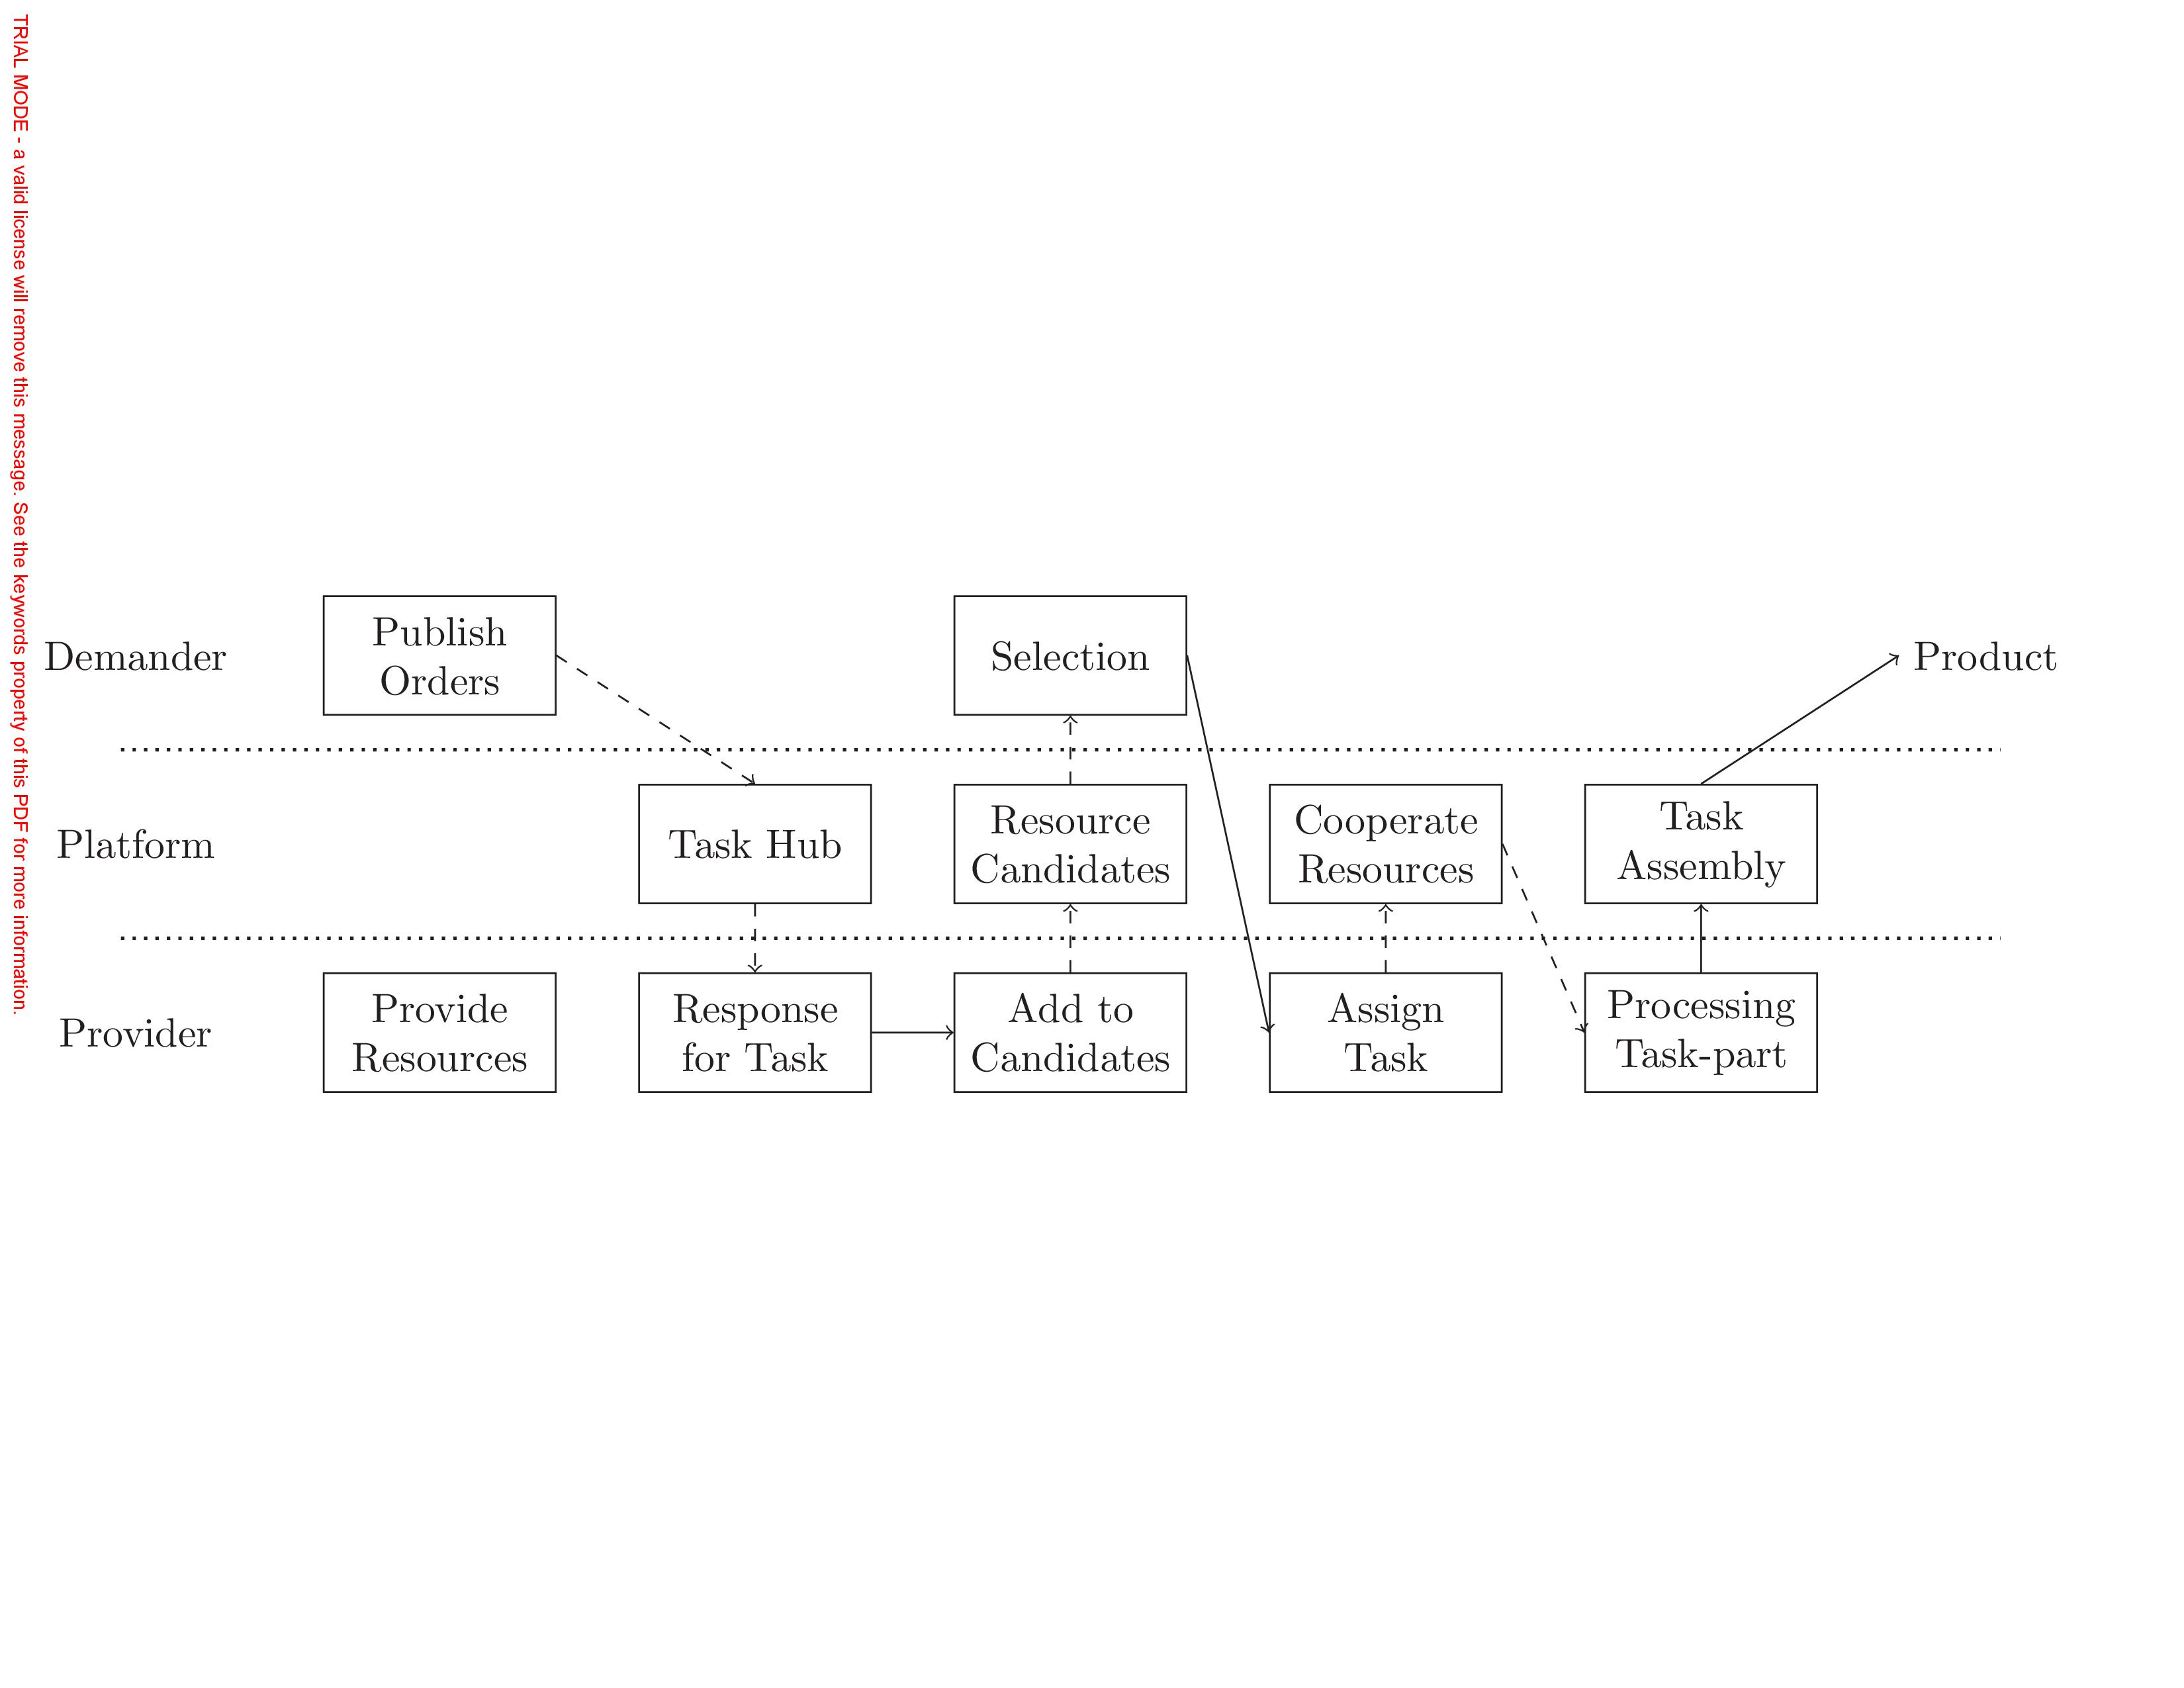 TRIAL MODE - a valid license will remove this message. See the keywords property of this PDF for more information.
Demander
Publish
Orders
Selection
Product
Platform
Task Hub
Resource
Candidates
Cooperate
Resources
Task
Assembly
Provider
Provide
Resources
Response
for Task
Add to
Candidates
Assign
Task
Processing
Task-part